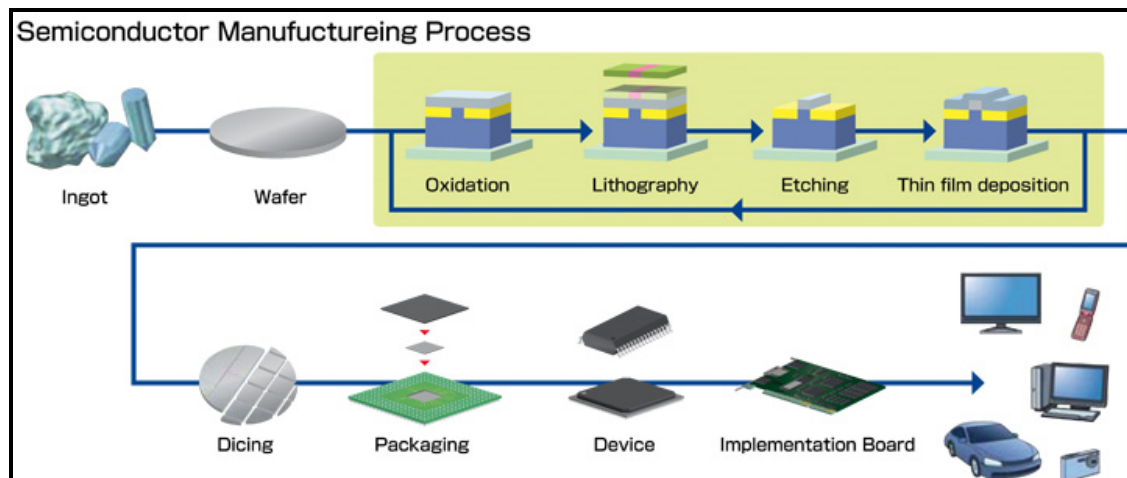 Semiconductor Manufuctureing Process
Ingot
Wafer
Oxidation
Lithography
Etching
Thin film deposition
Dicing
Packaging
Device
Implementation Board